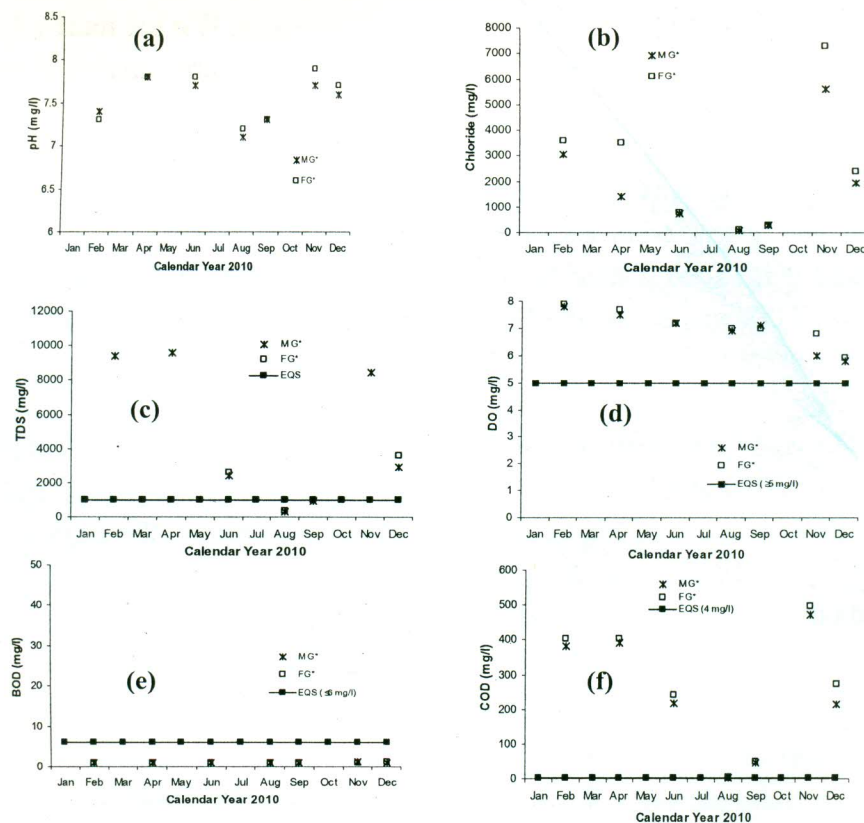 (a)
8.5
8
7.5
7
6.5
6
pH (mg/l)
MG*
FG*
Jan Feb Mar Apr May Jun Jul Aug Sep Oct Nov Dec
Calendar Year 2010
(b)
8000
7000
6000
5000
4000
3000
2000
1000
0
Chloride (mg/l)
MG*
FG*
Jan Feb Mar Apr May Jun Jul Aug Sep Oct Nov Dec
Calendar Year 2010
(c)
12000
10000
8000
6000
4000
2000
0
TDS (mg/l)
MG*
FG*
EQS
Jan Feb Mar Apr May Jun Jul Aug Sep Oct Nov Dec
Calendar Year 2010
(d)
8
7
6
5
4
3
2
1
0
DO (mg/l)
MG*
FG*
EQS (≥5 mg/l)
Jan Feb Mar Apr May Jun Jul Aug Sep Oct Nov Dec
Calendar Year 2010
(e)
50
40
30
20
10
0
BOD (mg/l)
MG*
FG*
EQS (≤6 mg/l)
Jan Feb Mar Apr May Jun Jul Aug Sep Oct Nov Dec
Calendar Year 2010
(f)
600
500
400
300
200
100
0
COD (mg/l)
MG*
FG*
EQS (4 mg/l)
Jan Feb Mar Apr May Jun Jul Aug Sep Oct Nov Dec
Calendar Year 2010